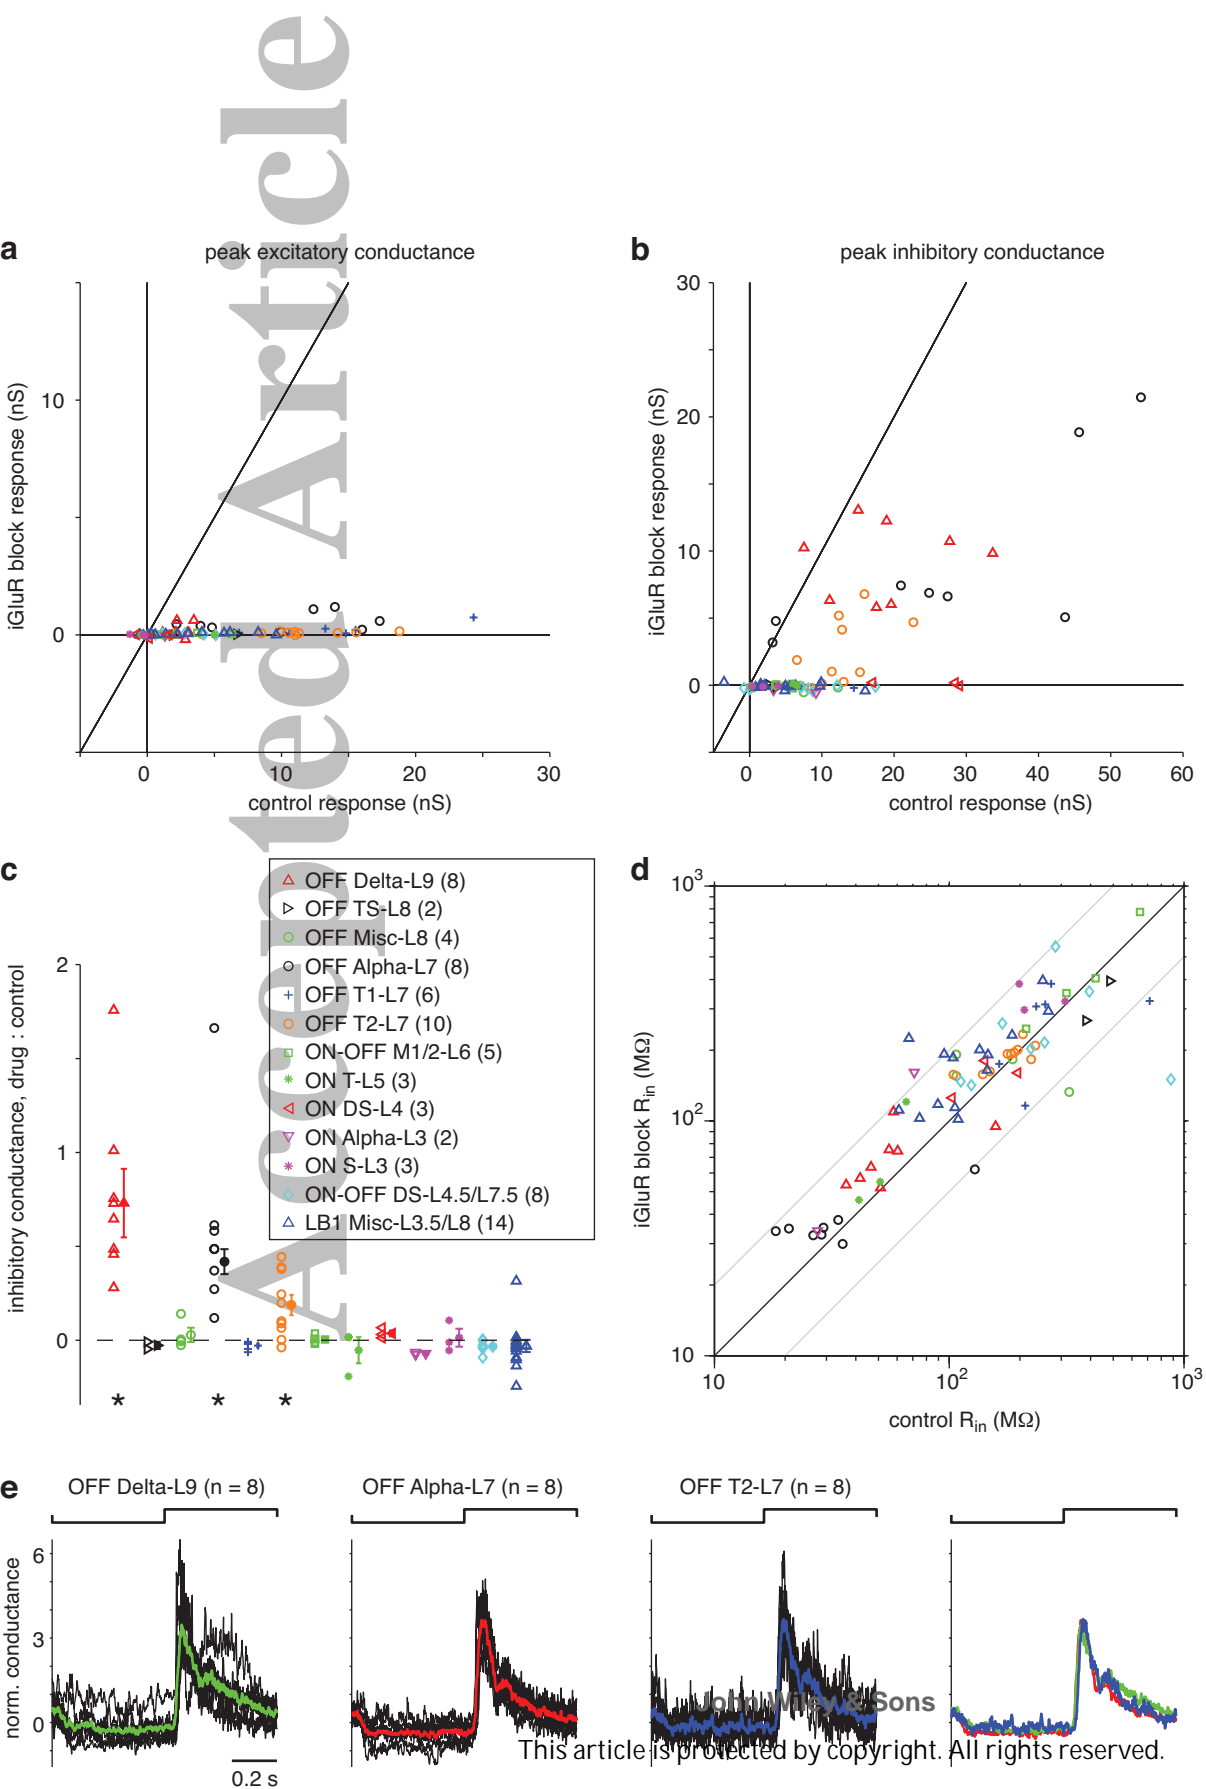 Accepted Article
a
peak excitatory conductance
iGluR block response (nS)
10
0
0
10
20
30
control response (nS)
b
peak inhibitory conductance
iGluR block response (nS)
30
20
10
0
0
10
20
30
40
50
60
control response (nS)
c
inhibitory conductance, drug : control
2
1
0
OFF Delta-L9 (8)
OFF TS-L8 (2)
OFF Misc-L8 (4)
OFF Alpha-L7 (8)
OFF T1-L7 (6)
OFF T2-L7 (10)
ON-OFF M1/2-L6 (5)
ON T-L5 (3)
ON DS-L4 (3)
ON Alpha-L3 (2)
ON S-L3 (3)
ON-OFF DS-L4.5/L7.5 (8)
LB1 Misc-L3.5/L8 (14)
* * *
d
iGluR block Rin (MΩ)
10³
10²
10
10
10²
10³
control Rin (MΩ)
e
OFF Delta-L9 (n = 8)
OFF Alpha-L7 (n = 8)
OFF T2-L7 (n = 8)
norm. conductance
6
3
0
0.2 s
John Wiley & Sons
This article is protected by copyright. All rights reserved.